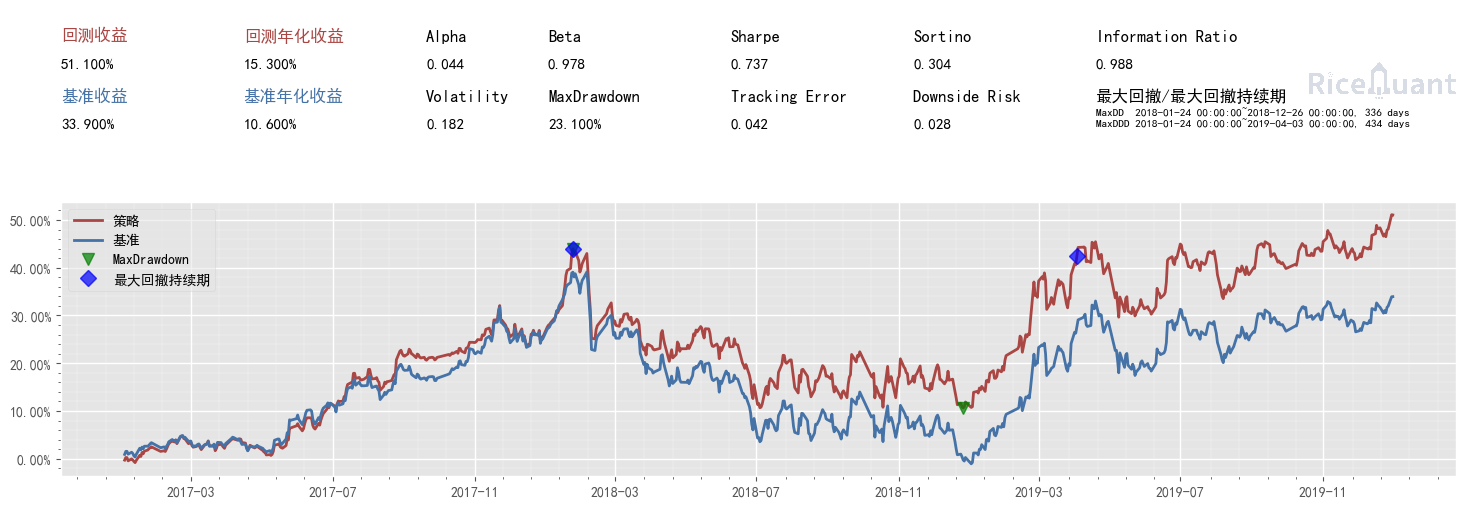 回测收益 回测年化收益 Alpha Beta Sharpe Sortino Information Ratio
51.100% 15.300% 0.044 0.978 0.737 0.304 0.988
RiceQuant
基准收益 基准年化收益 Volatility MaxDrawdown Tracking Error Downside Risk 最大回撤/最大回撤持续期
33.900% 10.600% 0.182 23.100% 0.042 0.028
MaxDD 2018-01-24 00:00:00~2018-12-26 00:00:00, 336 days
MaxDDD 2018-01-24 00:00:00~2019-04-03 00:00:00, 434 days
策略
基准
MaxDrawdown
最大回撤持续期
50.00%
40.00%
30.00%
20.00%
10.00%
0.00%
2017-03 2017-07 2017-11 2018-03 2018-07 2018-11 2019-03 2019-07 2019-11